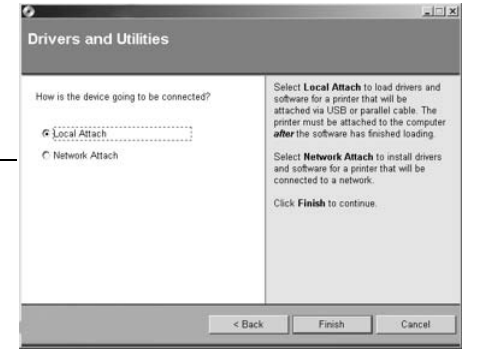 Drivers and Utilities
How is the device going to be connected?
Local Attach
Network Attach
Select Local Attach to load drivers and
software for a printer that will be
attached via USB or parallel cable. The
printer must be attached to the computer
after the software has finished loading.
Select Network Attach to install drivers
and software for a printer that will be
connected to a network.
Click Finish to continue.
< Back
Finish
Cancel